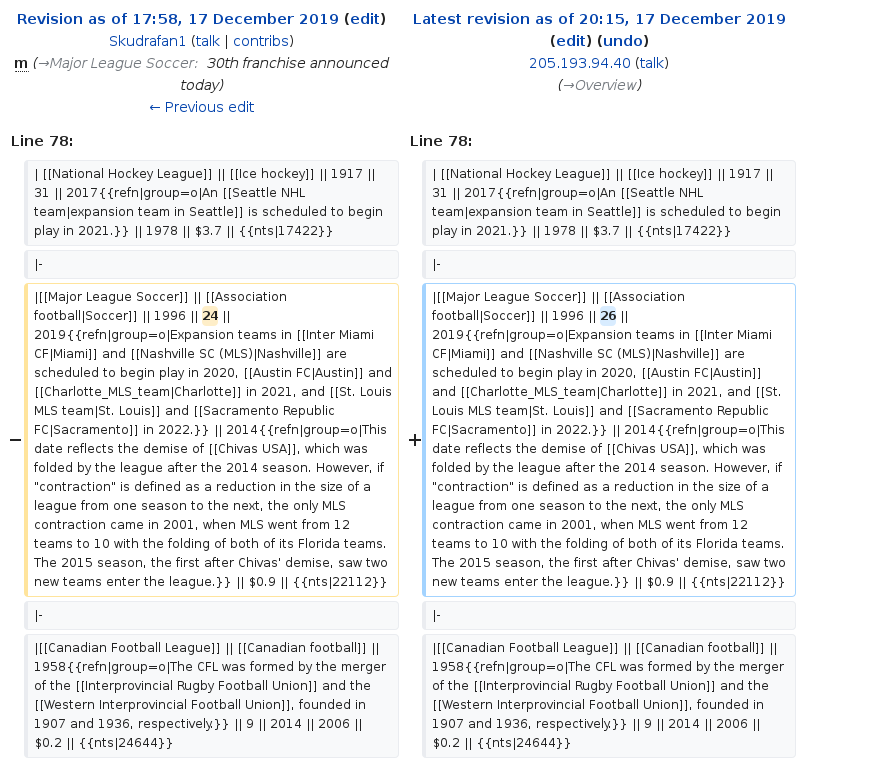 Revision as of 17:58, 17 December 2019 (edit)
Skudrafan1 (talk | contribs)
m (→Major League Soccer: 30th franchise announced
today)
← Previous edit
Line 78:
| [[National Hockey League]] || [[Ice hockey]] || 1917 ||
31 || 2017{{refn|group=o|An [[Seattle NHL
team|expansion team in Seattle]] is scheduled to begin
play in 2021.}} || 1978 || $3.7 || {{nts|17422}}
|-
− |[[Major League Soccer]] || [[Association
football|Soccer]] || 1996 || 24 ||
2019{{refn|group=o|Expansion teams in [[Inter Miami
CF|Miami]] and [[Nashville SC (MLS)|Nashville]] are
scheduled to begin play in 2020, [[Austin FC|Austin]] and
[[Charlotte_MLS_team|Charlotte]] in 2021, and [[St. Louis
MLS team|St. Louis]] and [[Sacramento Republic
FC|Sacramento]] in 2022.}} || 2014{{refn|group=o|This
date reflects the demise of [[Chivas USA]], which was
folded by the league after the 2014 season. However, if
"contraction" is defined as a reduction in the size of a
league from one season to the next, the only MLS
contraction came in 2001, when MLS went from 12
teams to 10 with the folding of both of its Florida teams.
The 2015 season, the first after Chivas' demise, saw two
new teams enter the league.}} || $0.9 || {{nts|22112}}
|-
|[[Canadian Football League]] || [[Canadian football]] ||
1958{{refn|group=o|The CFL was formed by the merger
of the [[Interprovincial Rugby Football Union]] and the
[[Western Interprovincial Football Union]], founded in
1907 and 1936, respectively.}} || 9 || 2014 || 2006 ||
$0.2 || {{nts|24644}}
Latest revision as of 20:15, 17 December 2019
(edit) (undo)
205.193.94.40 (talk)
(→Overview)
Line 78:
| [[National Hockey League]] || [[Ice hockey]] || 1917 ||
31 || 2017{{refn|group=o|An [[Seattle NHL
team|expansion team in Seattle]] is scheduled to begin
play in 2021.}} || 1978 || $3.7 || {{nts|17422}}
|-
+ |[[Major League Soccer]] || [[Association
football|Soccer]] || 1996 || 26 ||
2019{{refn|group=o|Expansion teams in [[Inter Miami
CF|Miami]] and [[Nashville SC (MLS)|Nashville]] are
scheduled to begin play in 2020, [[Austin FC|Austin]]
and [[Charlotte_MLS_team|Charlotte]] in 2021, and [[St.
Louis MLS team|St. Louis]] and [[Sacramento Republic
FC|Sacramento]] in 2022.}} || 2014{{refn|group=o|This
date reflects the demise of [[Chivas USA]], which was
folded by the league after the 2014 season. However, if
"contraction" is defined as a reduction in the size of a
league from one season to the next, the only MLS
contraction came in 2001, when MLS went from 12
teams to 10 with the folding of both of its Florida teams.
The 2015 season, the first after Chivas' demise, saw two
new teams enter the league.}} || $0.9 || {{nts|22112}}
|-
|[[Canadian Football League]] || [[Canadian football]] ||
1958{{refn|group=o|The CFL was formed by the merger
of the [[Interprovincial Rugby Football Union]] and the
[[Western Interprovincial Football Union]], founded in
1907 and 1936, respectively.}} || 9 || 2014 || 2006 ||
$0.2 || {{nts|24644}}